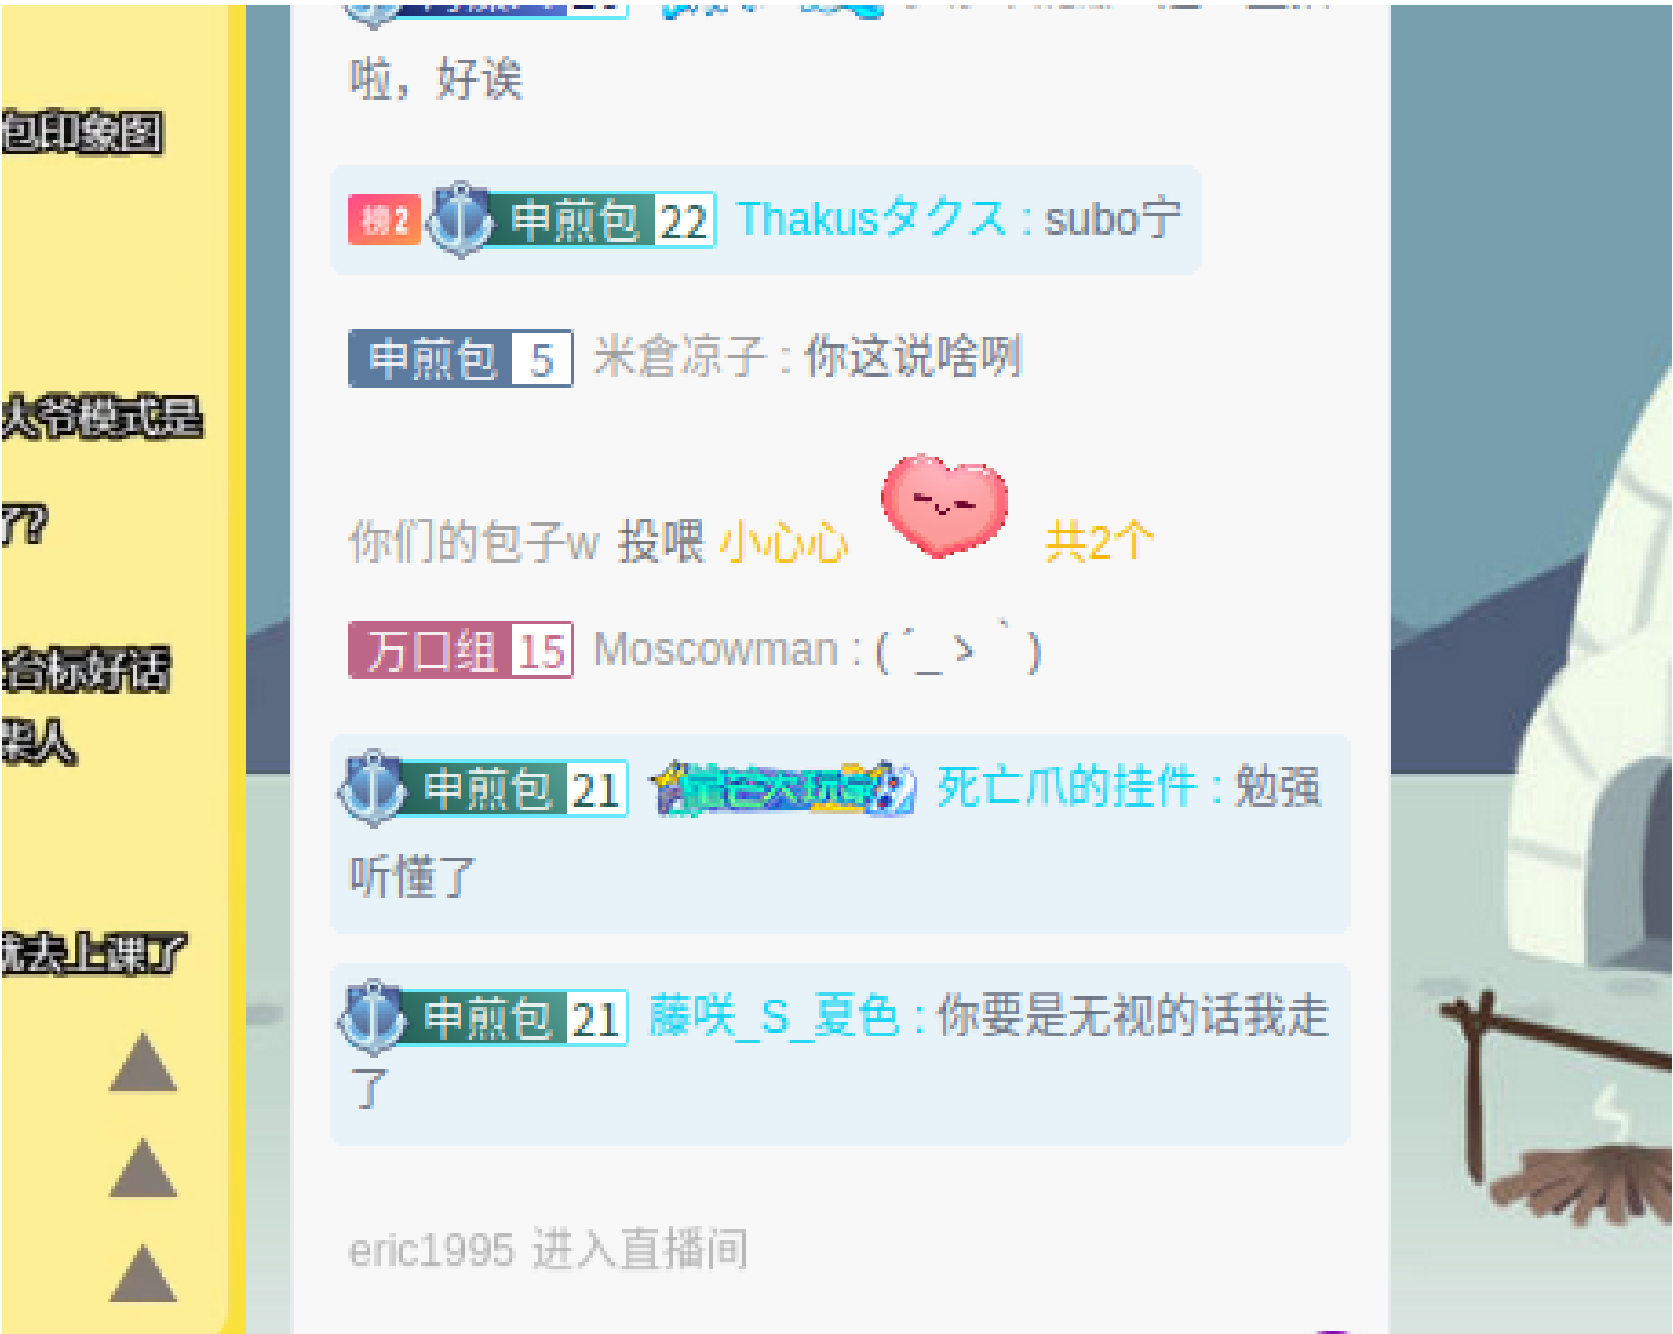 啦，好诶
包印象图
榜2 申煎包 22 Thakusタクス : subo宁
申煎包 5 米倉凉子 : 你这说啥咧
大爷模式是
了?
你们的包子w 投喂 小心心 共2个
万口组 15 Moscowman : ( ´_ゝ｀)
台标好话
柴人
申煎包 21 死亡爪的挂件 : 勉强
听懂了
就去上课了
申煎包 21 藤咲_S_夏色 : 你要是无视的话我走
了
eric1995 进入直播间